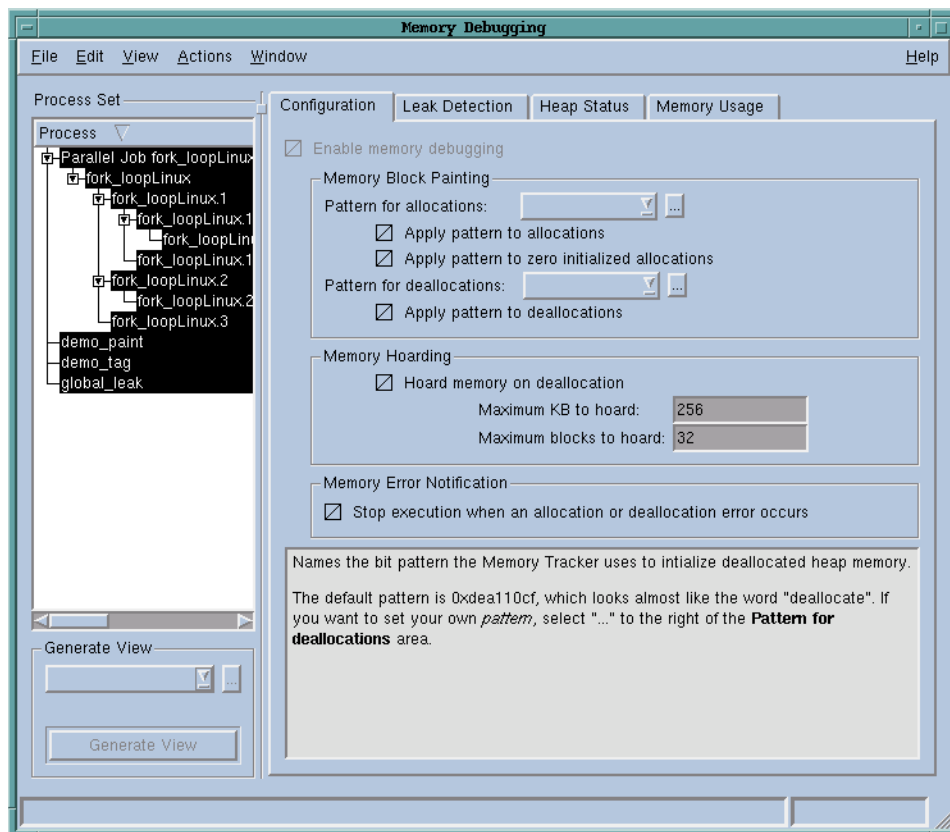 Memory Debugging
File Edit View Actions Window Help
Process Set
Process
Parallel Job fork_loopLinux
fork_loopLinux
fork_loopLinux.1
fork_loopLinux.1
fork_loopLin
fork_loopLinux.1
fork_loopLinux.2
fork_loopLinux.2
fork_loopLinux.3
demo_paint
demo_tag
global_leak
Generate View
...
Generate View
Configuration Leak Detection Heap Status Memory Usage
Enable memory debugging
Memory Block Painting
Pattern for allocations: ...
Apply pattern to allocations
Apply pattern to zero initialized allocations
Pattern for deallocations: ...
Apply pattern to deallocations
Memory Hoarding
Hoard memory on deallocation
Maximum KB to hoard: 256
Maximum blocks to hoard: 32
Memory Error Notification
Stop execution when an allocation or deallocation error occurs
Names the bit pattern the Memory Tracker uses to intialize deallocated heap memory.
The default pattern is 0xdea110cf, which looks almost like the word "deallocate". If
you want to set your own pattern, select "..." to the right of the Pattern for
deallocations area.